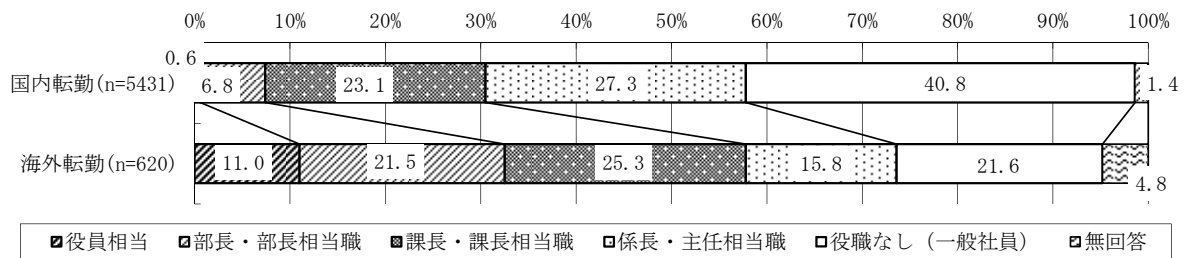 0% 10% 20% 30% 40% 50% 60% 70% 80% 90% 100%
0.6
国内転勤(n=5431) 6.8 23.1 27.3 40.8 1.4
海外転勤(n=620) 11.0 21.5 25.3 15.8 21.6 4.8
役員相当 部長・部長相当職 課長・課長相当職 係長・主任相当職 役職なし（一般社員） 無回答